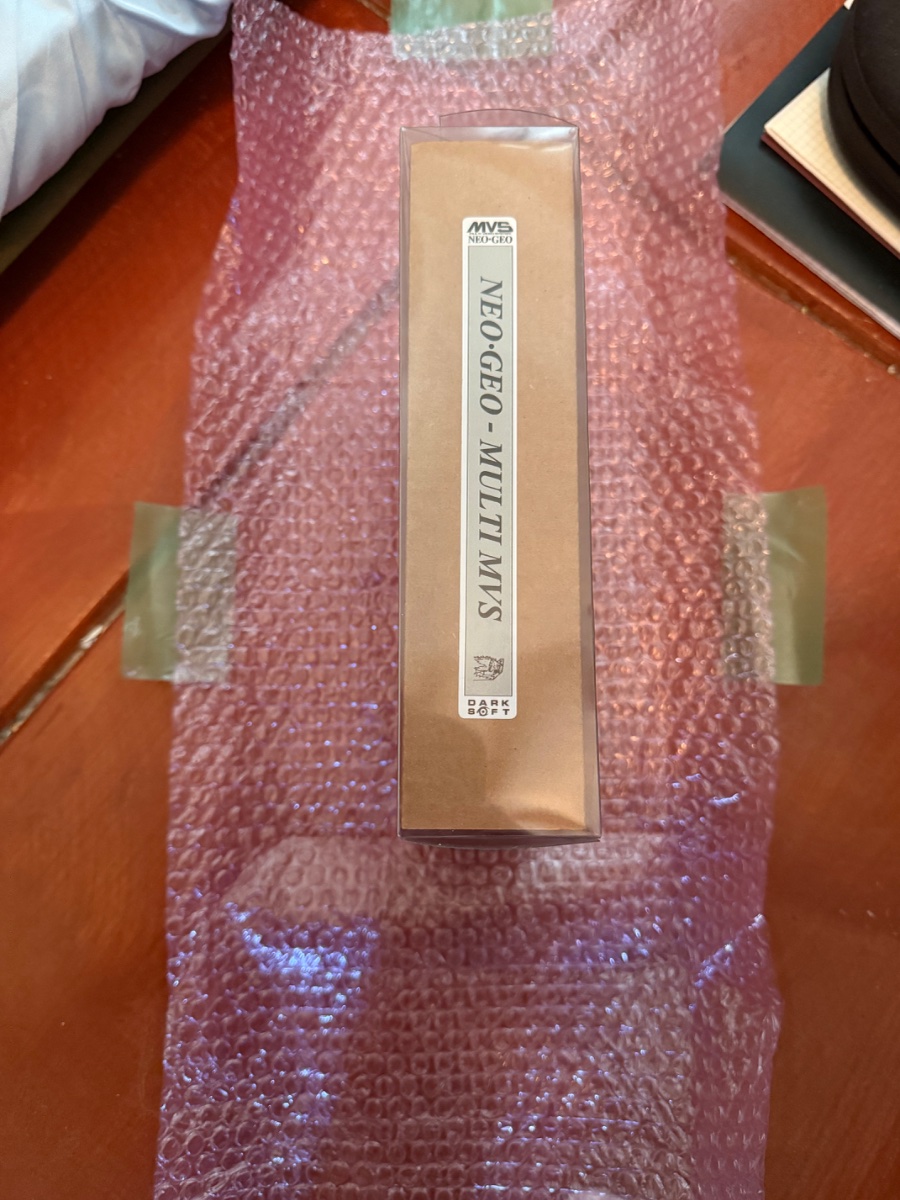 MVS
NEO-GEO
NEO·GEO - MULTI MVS
DARK
SOFT